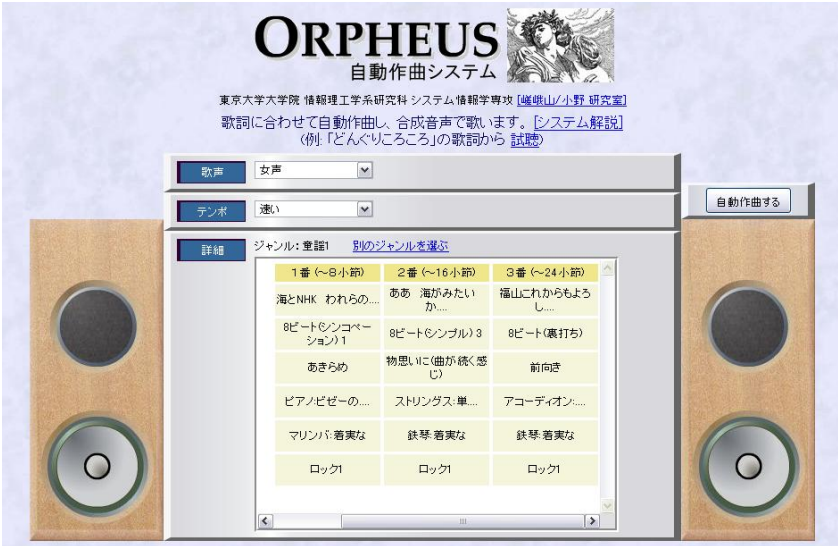 ORPHEUS
自動作曲システム
東京大学大学院 情報理工学系研究科 システム情報学専攻 [嵯峨山/小野 研究室]
歌詞に合わせて自動作曲し、合成音声で歌います。[システム解説]
(例:「どんぐりころころ」の歌詞から 試聴)
歌声 女声
テンポ 速い
自動作曲する
詳細 ジャンル:童謡1 別のジャンルを選ぶ
1番(~8小節) 2番(~16小節) 3番(~24小節)
海とNHK われらの.... ああ 海がみたいか.... 福山これからもよろし....
8ビート(シンコペーション)1 8ビート(シンプル)3 8ビート(裏打ち)
あきらめ 物思いに(曲が続く感じ) 前向き
ピアノ:ビゼーの.... ストリングス:単.... アコーディオン:....
マリンバ:着実な 鉄琴:着実な 鉄琴:着実な
ロック1 ロック1 ロック1